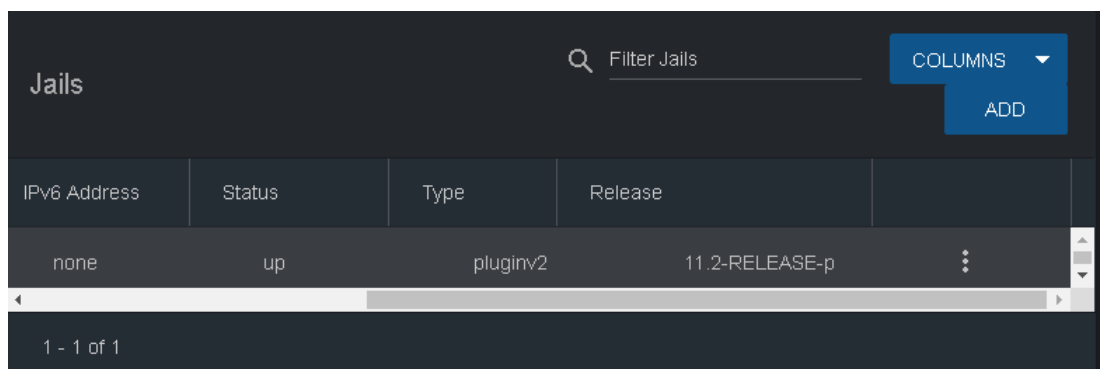 Jails
Filter Jails
COLUMNS
ADD
IPv6 Address Status Type Release
none up pluginv2 11.2-RELEASE-p
1 - 1 of 1